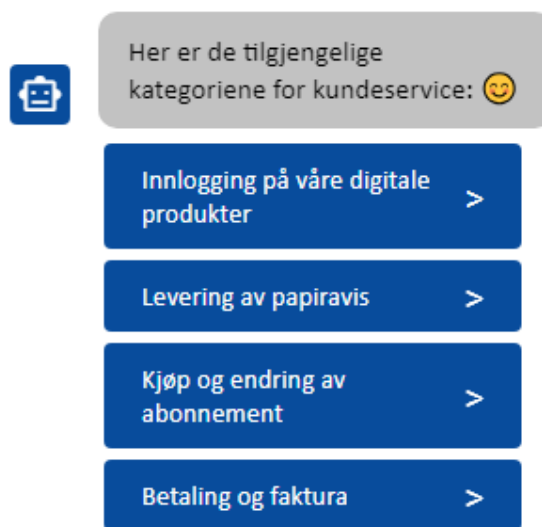 Her er de tilgjengelige
kategoriene for kundeservice: 😊
Innlogging på våre digitale
produkter >
Levering av papiravis >
Kjøp og endring av
abonnement >
Betaling og faktura >